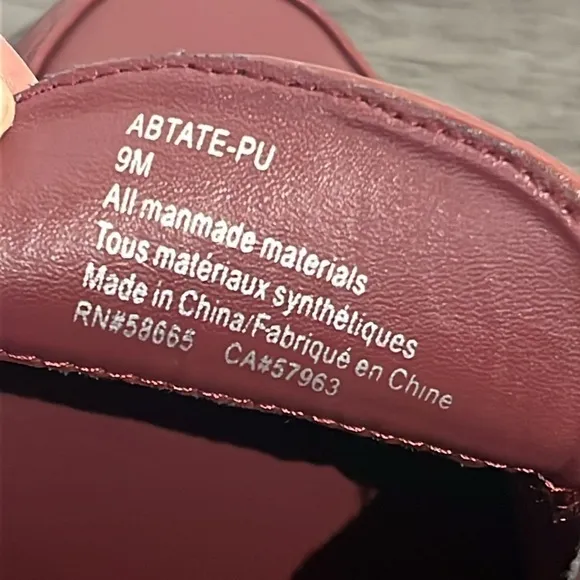 ABTATE-PU
9M
All manmade materials
Tous matériaux synthétiques
Made in China/Fabriqué en Chine
RN#58665 CA#57963